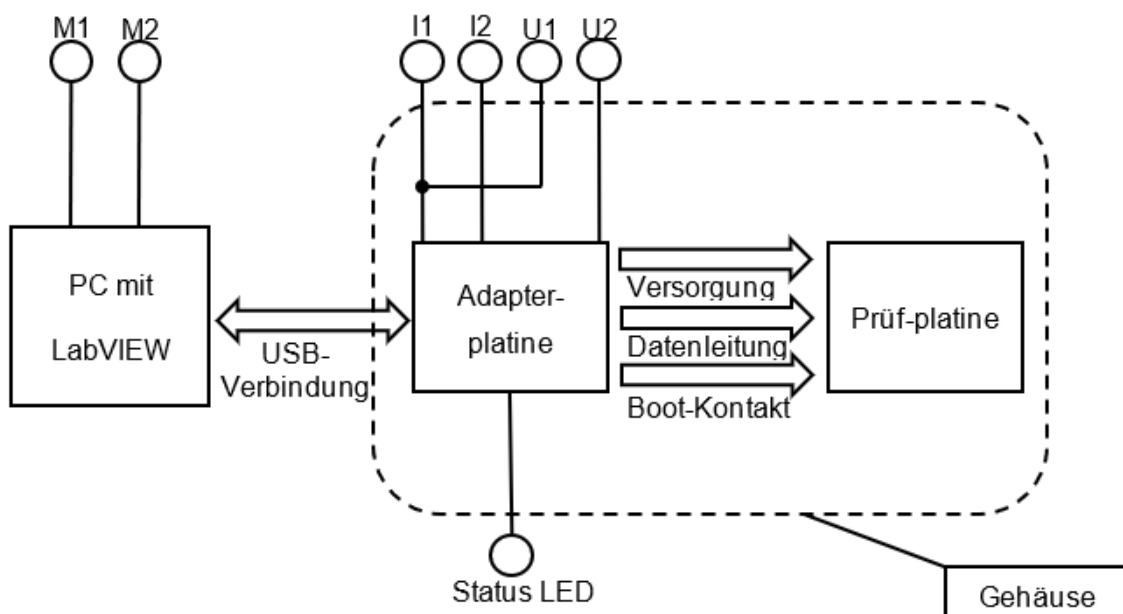 M1 M2 I1 I2 U1 U2
PC mit
LabVIEW
USB-
Verbindung
Adapter-
platine
Versorgung
Datenleitung
Boot-Kontakt
Prüf-platine
Status LED
Gehäuse